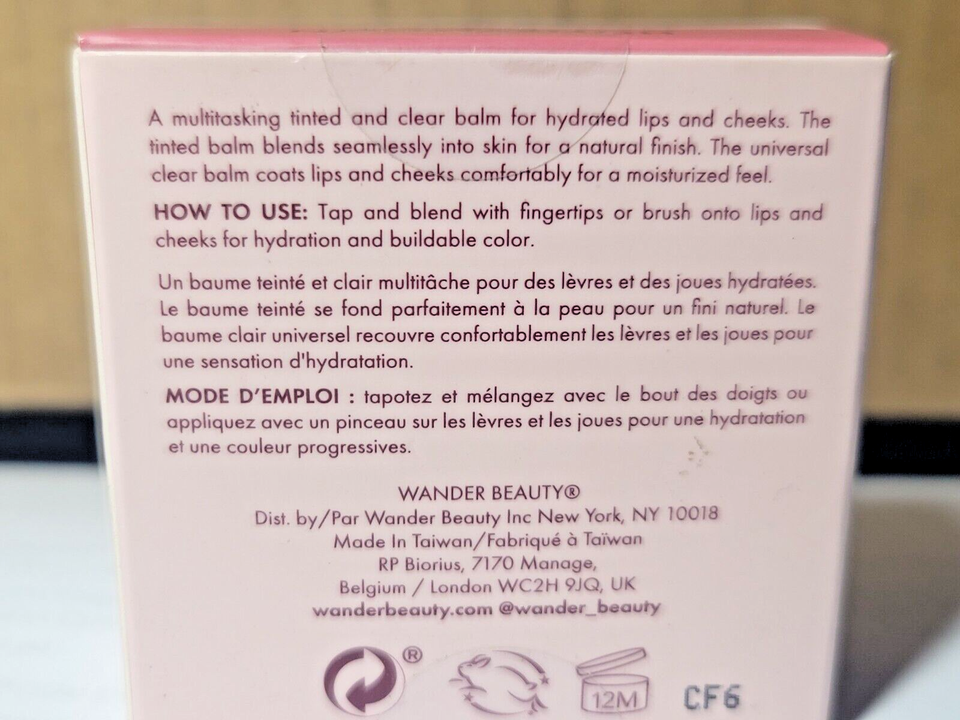 A multitasking tinted and clear balm for hydrated lips and cheeks. The
tinted balm blends seamlessly into skin for a natural finish. The universal
clear balm coats lips and cheeks comfortably for a moisturized feel.
HOW TO USE: Tap and blend with fingertips or brush onto lips and
cheeks for hydration and buildable color.
Un baume teinté et clair multitâche pour des lèvres et des joues hydratées.
Le baume teinté se fond parfaitement à la peau pour un fini naturel. Le
baume clair universel recouvre confortablement les lèvres et les joues pour
une sensation d'hydratation.
MODE D'EMPLOI : tapotez et mélangez avec le bout des doigts ou
appliquez avec un pinceau sur les lèvres et les joues pour une hydratation
et une couleur progressives.
WANDER BEAUTY®
Dist. by/Par Wander Beauty Inc New York, NY 10018
Made In Taiwan/Fabriqué à Taïwan
RP Biorius, 7170 Manage,
Belgium / London WC2H 9JQ, UK
wanderbeauty.com @wander_beauty
® 12M CF6